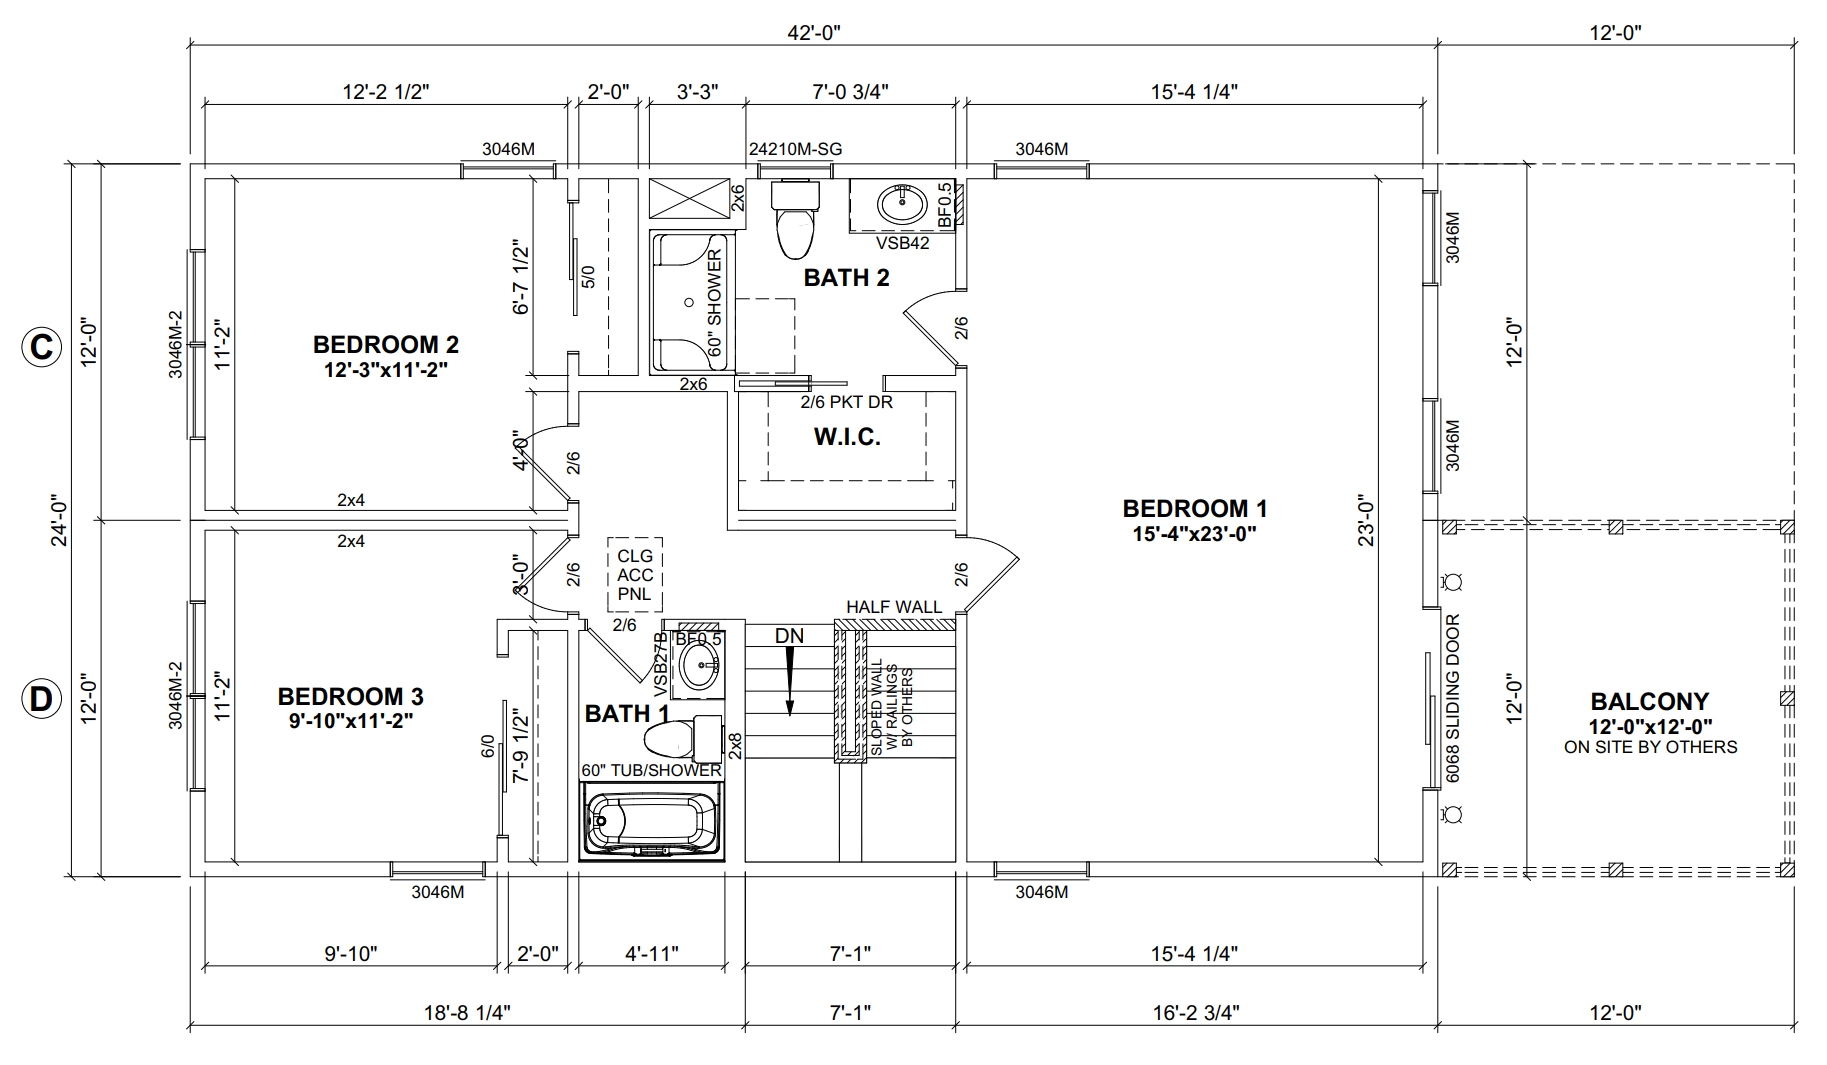 42'-0"
12'-0"
12'-2 1/2"
2'-0"
3'-3"
7'-0 3/4"
15'-4 1/4"
3046M
24210M-SG
3046M
2x6
BF0.5
VSB42
3046M
6'-7 1/2"
5/0
60" SHOWER
BATH 2
2/6
C
12'-0"
3046M-2
11'-2"
BEDROOM 2
12'-3"x11'-2"
12'-0"
2x6
2/6 PKT DR
W.I.C.
3046M
4'-0"
2/6
2x4
24'-0"
BEDROOM 1
15'-4"x23'-0"
23'-0"
2x4
3'-0"
2/6
CLG
ACC
PNL
2/6
HALF WALL
2/6
BF0.5
VSB27B
DN
SLOPED WALL
W/ RAILINGS
BY OTHERS
6068 SLIDING DOOR
D
12'-0"
3046M-2
11'-2"
BEDROOM 3
9'-10"x11'-2"
6/0
7'-9 1/2"
BATH 1
2x8
60" TUB/SHOWER
12'-0"
BALCONY
12'-0"x12'-0"
ON SITE BY OTHERS
3046M
3046M
9'-10"
2'-0"
4'-11"
7'-1"
15'-4 1/4"
18'-8 1/4"
7'-1"
16'-2 3/4"
12'-0"